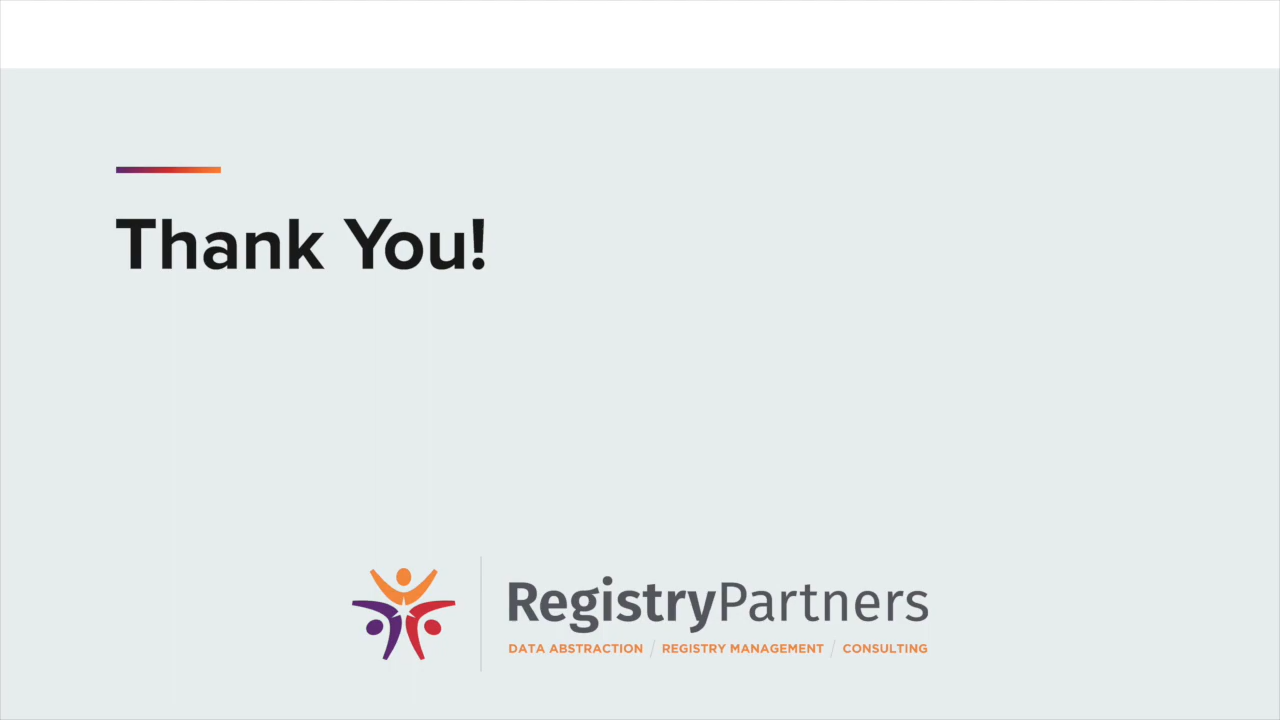 Thank You!
RegistryPartners
DATA ABSTRACTION / REGISTRY MANAGEMENT / CONSULTING